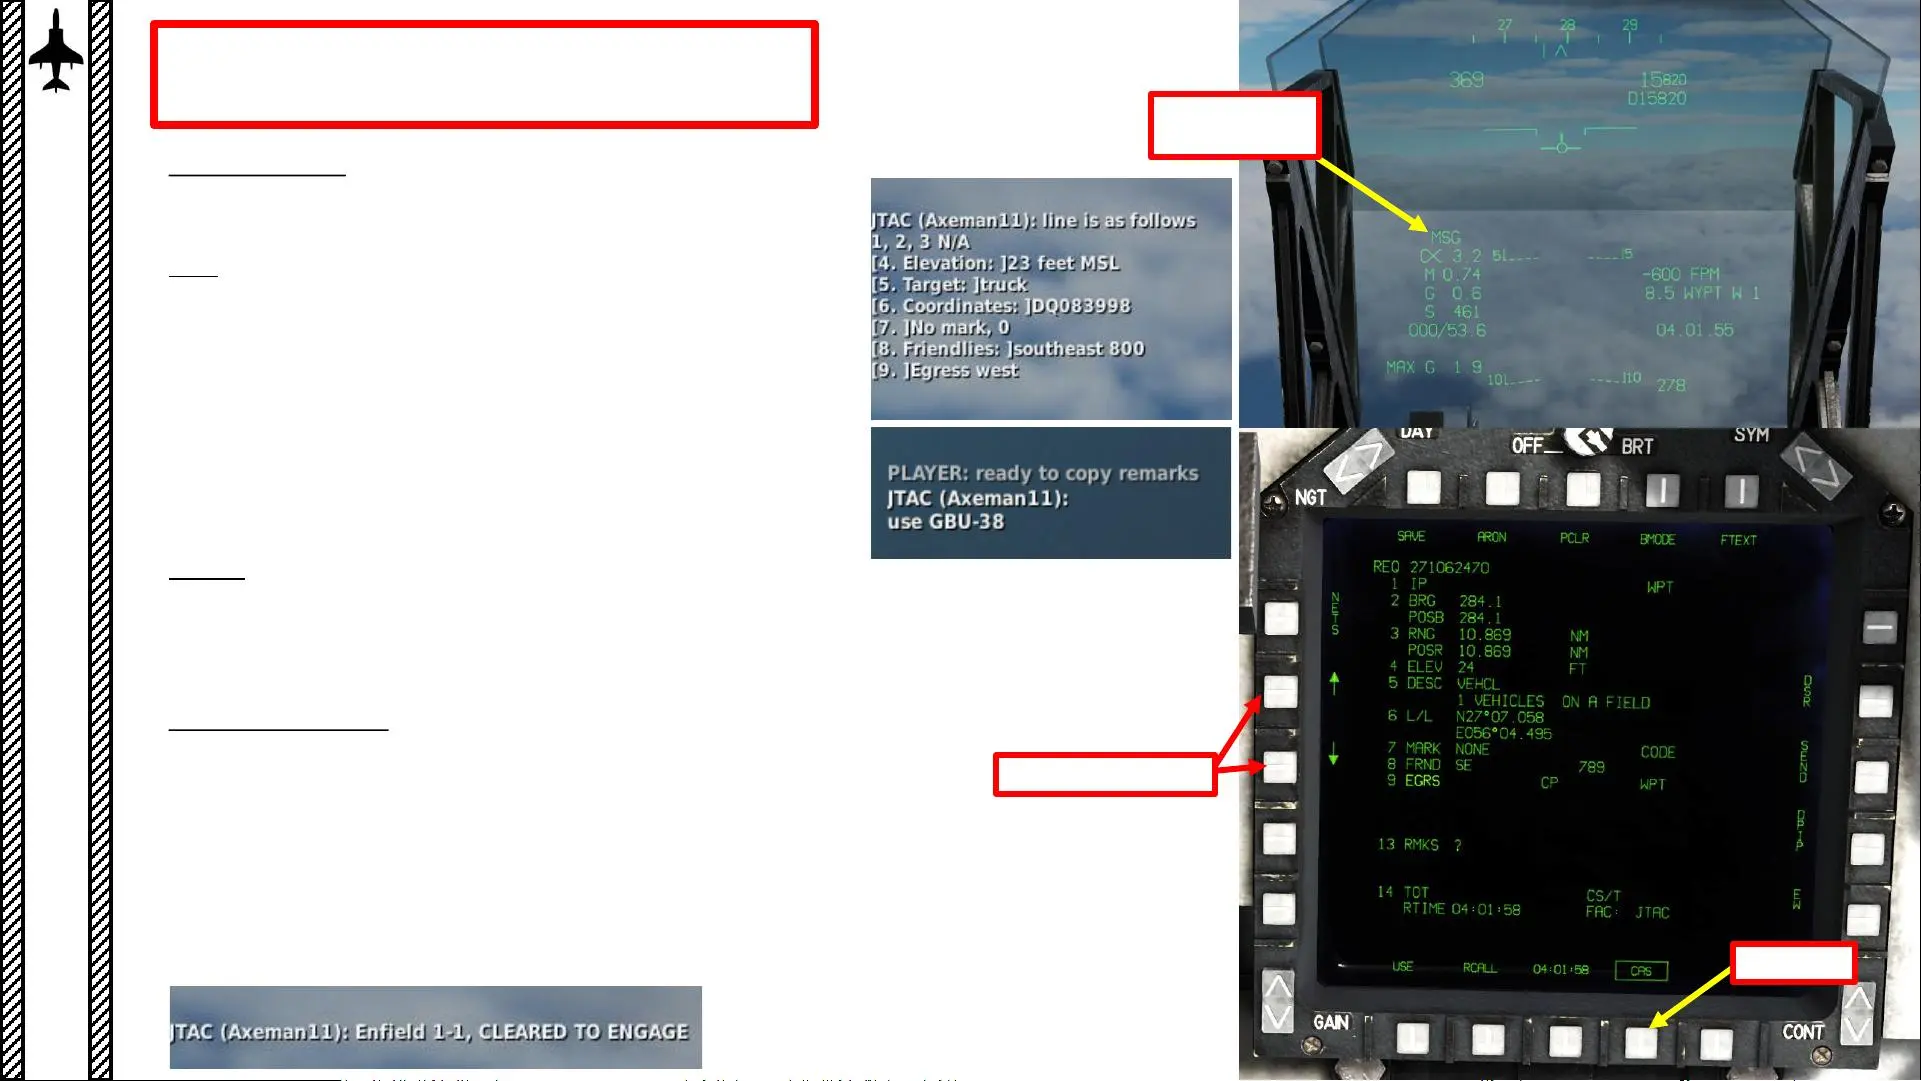 27 28 29
369 15820
D15820
MSG
α 3.2 5 5
M 0.74 -600 FPM
G 0.6 8.5 WYPT W 1
S 461
000/53.6 04.01.55
MAX G 1 9
10 10 278
JTAC (Axeman11): line is as follows
1, 2, 3 N/A
[4. Elevation: ]23 feet MSL
[5. Target: ]truck
[6. Coordinates: ]DQ083998
[7. ]No mark, 0
[8. Friendlies: ]southeast 800
[9. ]Egress west
PLAYER: ready to copy remarks
JTAC (Axeman11):
use GBU-38
DAY OFF BRT SYM
NGT
SAVE ARON PCLR BMODE FTEXT
REQ 271062470
1 IP WPT
2 BRG 284.1
POSB 284.1
3 RNG 10.869 NM
POSR 10.869 NM
4 ELEV 24 FT
5 DESC VEHCL
1 VEHICLES ON A FIELD
6 L/L N27°07.058
E056°04.495
7 MARK NONE CODE
8 FRND SE 789
9 EGRS CP WPT
13 RMKS ?
14 TOT CS/T
RTIME 04:01:58 FAC: JTAC
NETS
DSR
SEND
DPIP
EW
USE RCALL 04:01:58 CAS
GAIN CONT
JTAC (Axeman11): Enfield 1-1, CLEARED TO ENGAGE